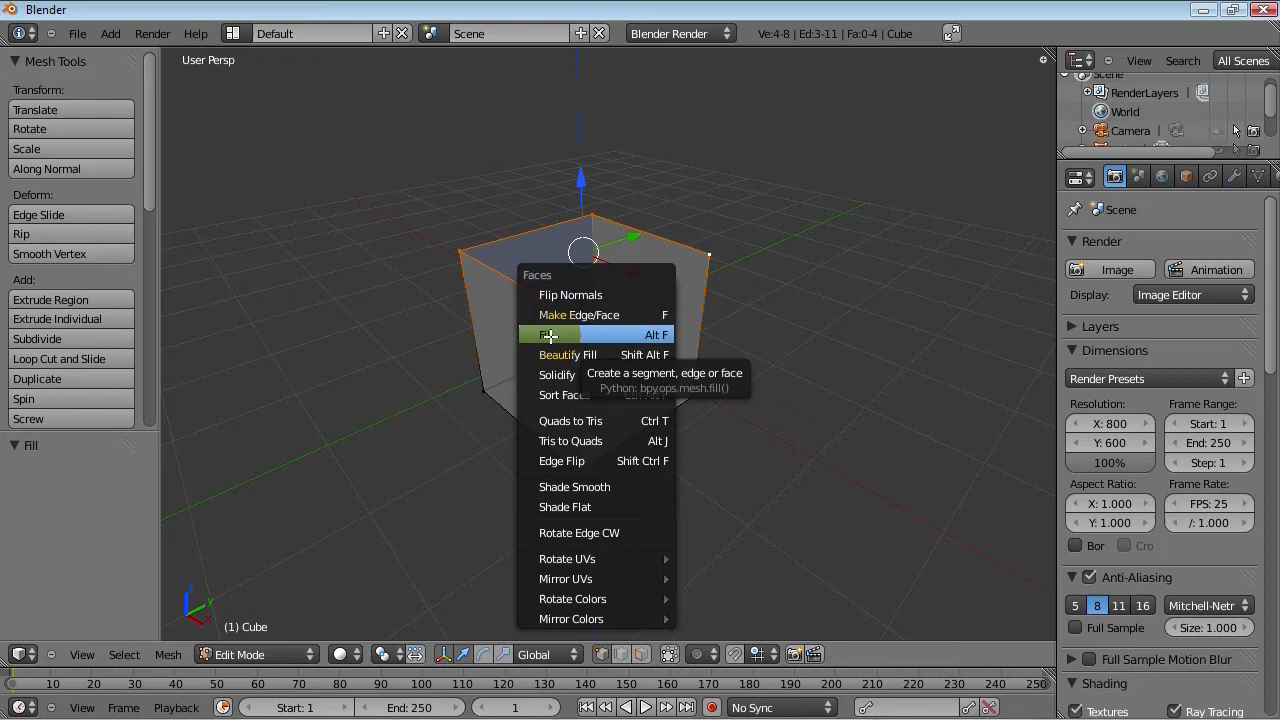 Blender
File Add Render Help Default Scene Blender Render Ve:4-8 | Ed:3-11 | Fa:0-4 | Cube
Mesh Tools
Transform:
Translate
Rotate
Scale
Along Normal
Deform:
Edge Slide
Rip
Smooth Vertex
Add:
Extrude Region
Extrude Individual
Subdivide
Loop Cut and Slide
Duplicate
Spin
Screw
Fill
User Persp
Faces
Flip Normals
Make Edge/Face F
Alt F
Beautify Fill Shift Alt F
Create a segment, edge or face
Python: bpy.ops.mesh.fill()
Solidify
Sort Faces
Quads to Tris Ctrl T
Tris to Quads Alt J
Edge Flip Shift Ctrl F
Shade Smooth
Shade Flat
Rotate Edge CW
Rotate UVs
Mirror UVs
Rotate Colors
Mirror Colors
z
y
x
(1) Cube
View Search All Scenes
Scene
RenderLayers |
World
Camera |
Scene
Render
Image Animation
Display: Image Editor
Layers
Dimensions
Render Presets
Resolution: Frame Range:
X: 800 Start: 1
Y: 600 End: 250
100% Step: 1
Aspect Ratio: Frame Rate:
X: 1.000 FPS: 25
Y: 1.000 /: 1.000
Bor Cro
Anti-Aliasing
5 8 11 16 Mitchell-Netr
Full Sample Size: 1.000
Full Sample Motion Blur
Shading
Textures Ray Tracing
View Select Mesh Edit Mode Global
0 10 20 30 40 50 60 70 80 90 100 110 120 130 140 150 160 170 180 190 200 210 220 230 240 250
View Frame Playback Start: 1 End: 250 1 No Sync